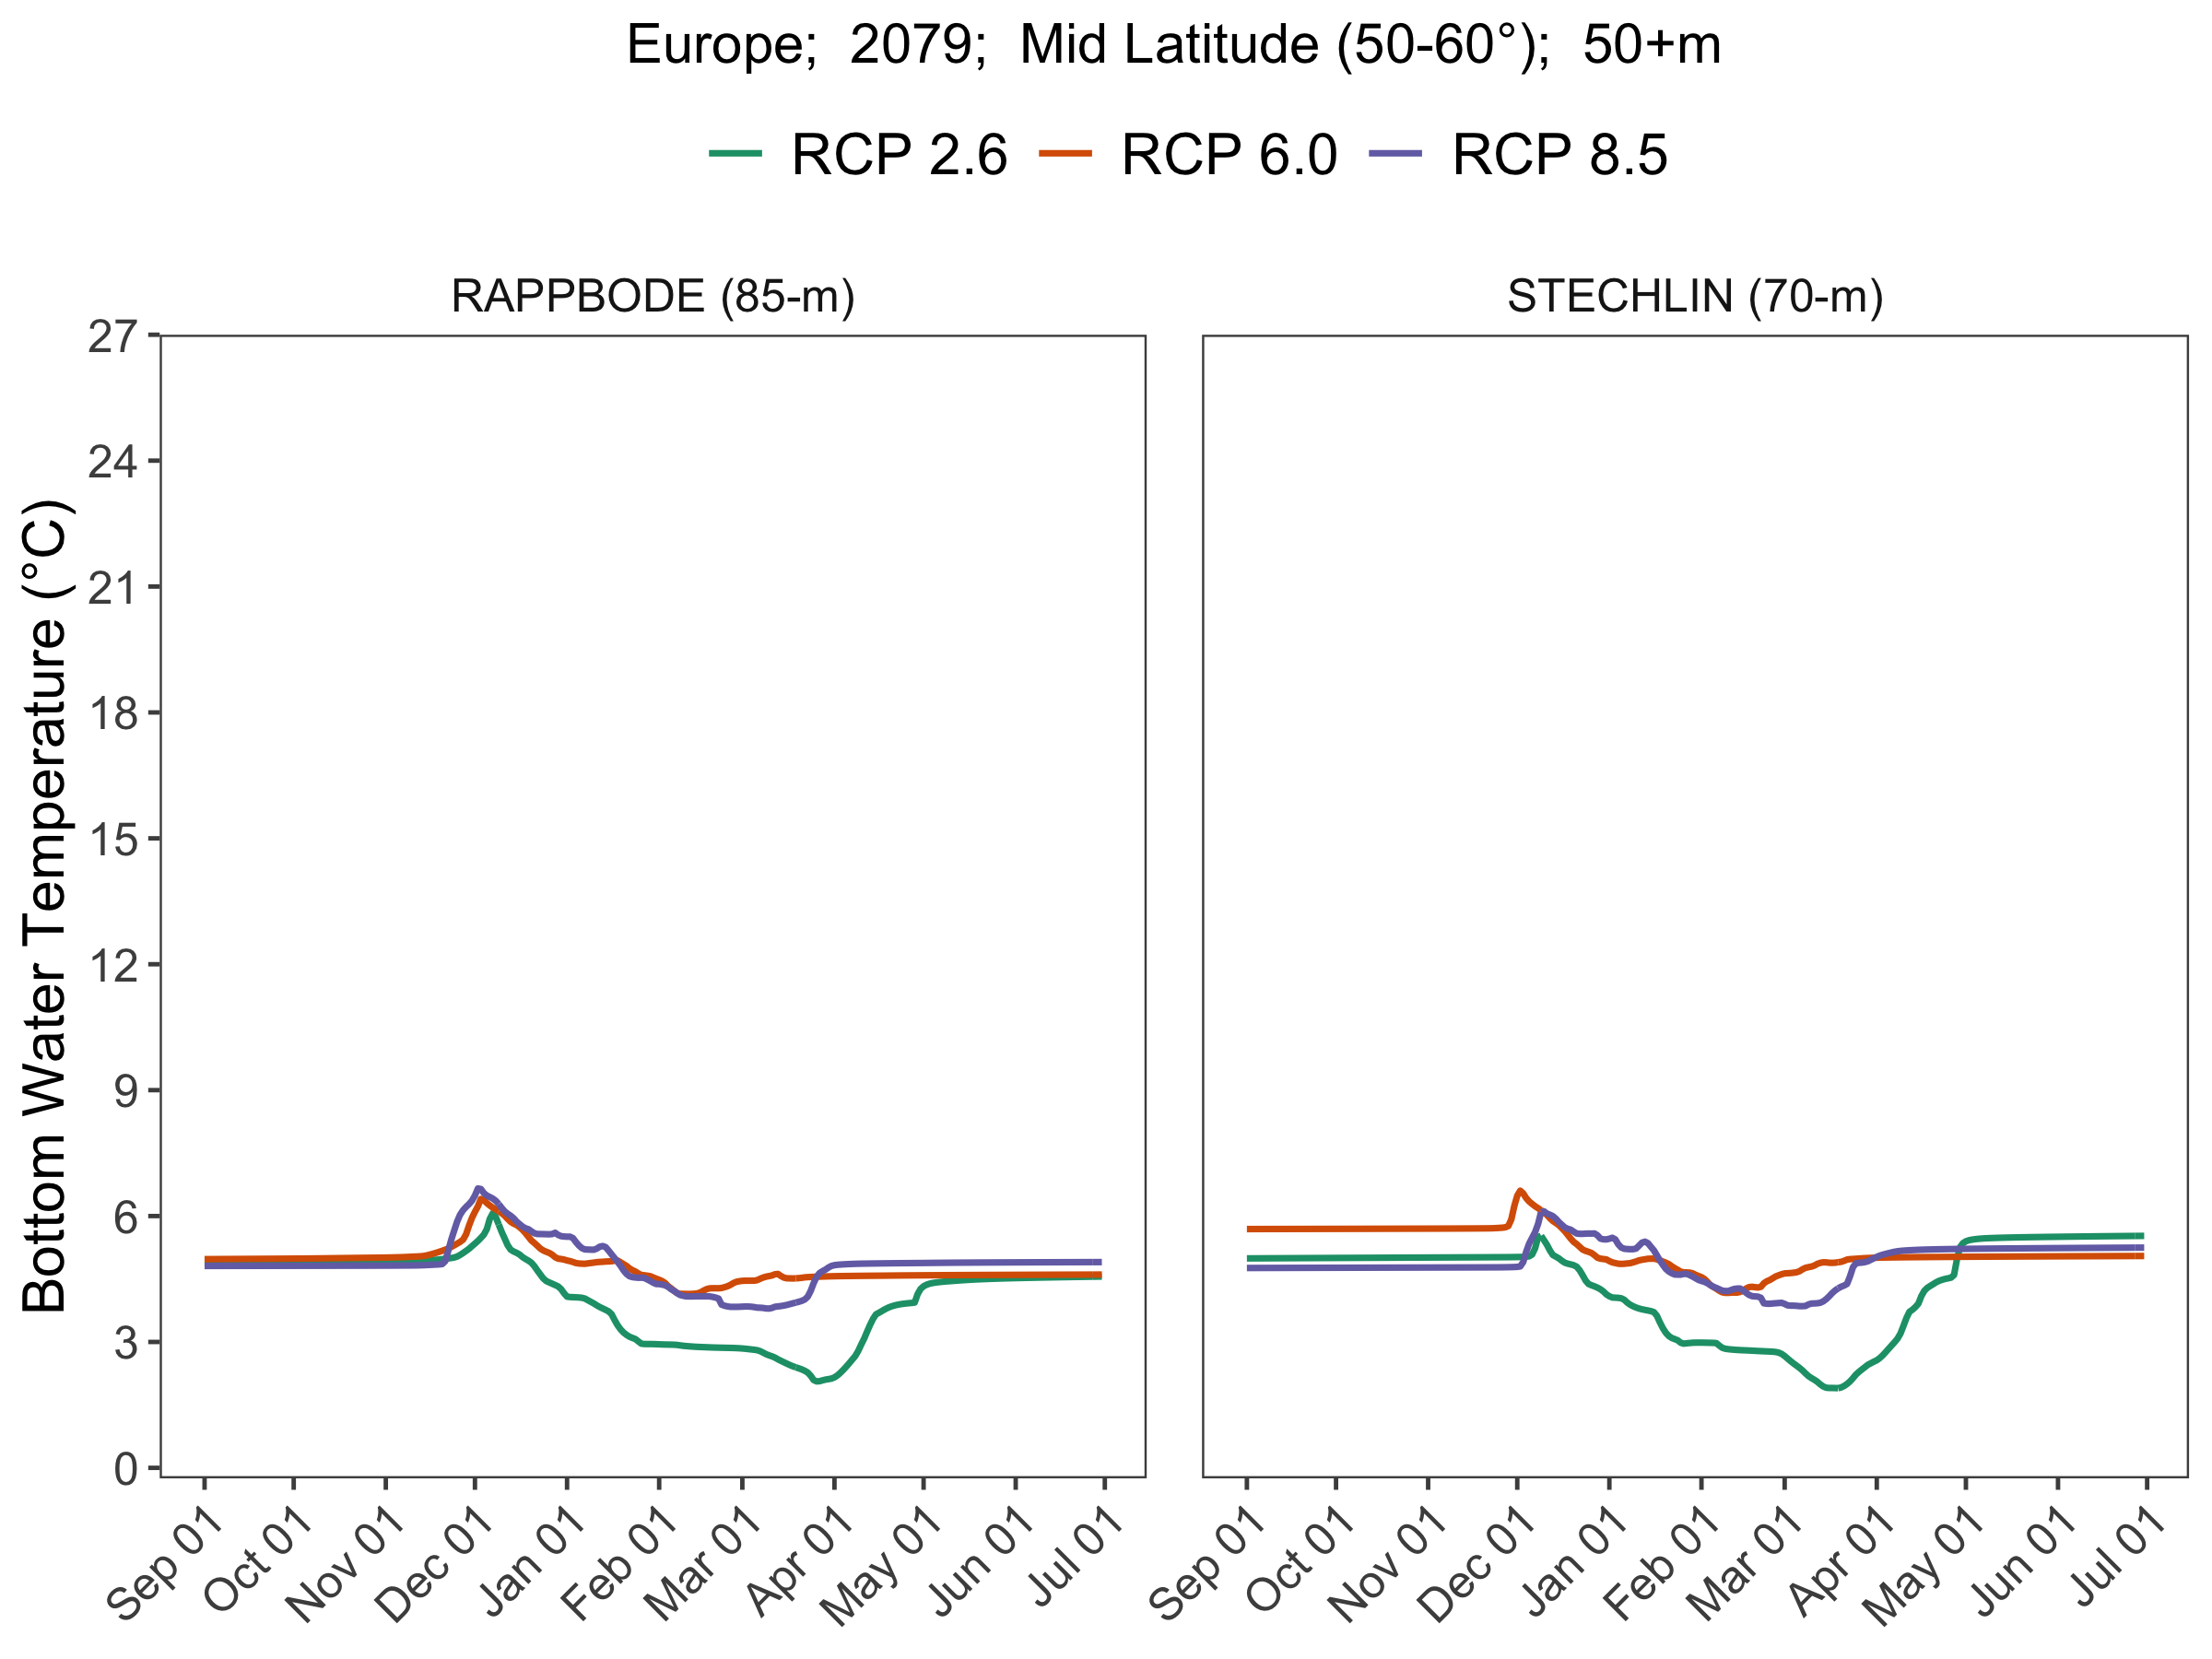 Europe;  2079;  Mid Latitude (50-60°);  50+m
RCP 2.6 RCP 6.0 RCP 8.5
RAPPBODE (85-m)
STECHLIN (70-m)
Bottom Water Temperature (°C)
27
24
21
18
15
12
9
6
3
0
Sep 01 Oct 01 Nov 01 Dec 01 Jan 01 Feb 01 Mar 01 Apr 01 May 01 Jun 01 Jul 01
Sep 01 Oct 01 Nov 01 Dec 01 Jan 01 Feb 01 Mar 01 Apr 01 May 01 Jun 01 Jul 01